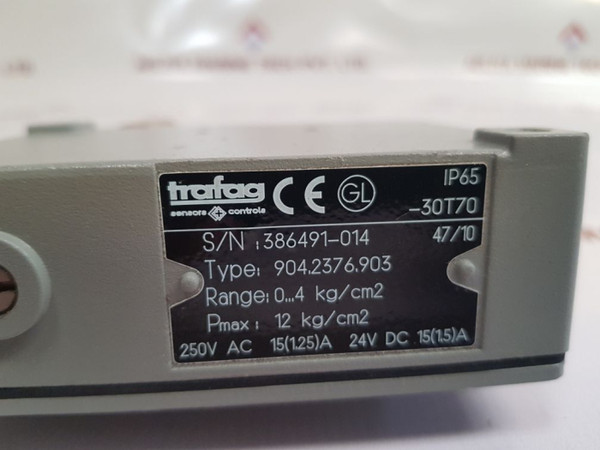 trafag CE GL IP65
sensors controls -30T70
S/N : 386491-014 47/10
Type: 904.2376.903
Range: 0...4 kg/cm2
Pmax : 12 kg/cm2
250V AC 15(1.25)A 24V DC 15(1.5)A